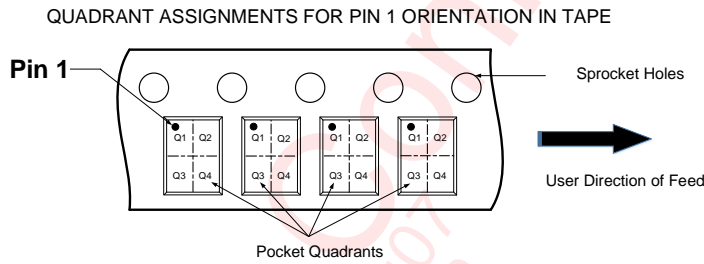 QUADRANT ASSIGNMENTS FOR PIN 1 ORIENTATION IN TAPE
Pin 1
Sprocket Holes
Q1 Q2 Q1 Q2 Q1 Q2 Q1 Q2
Q3 Q4 Q3 Q4 Q3 Q4 Q3 Q4
User Direction of Feed
Pocket Quadrants